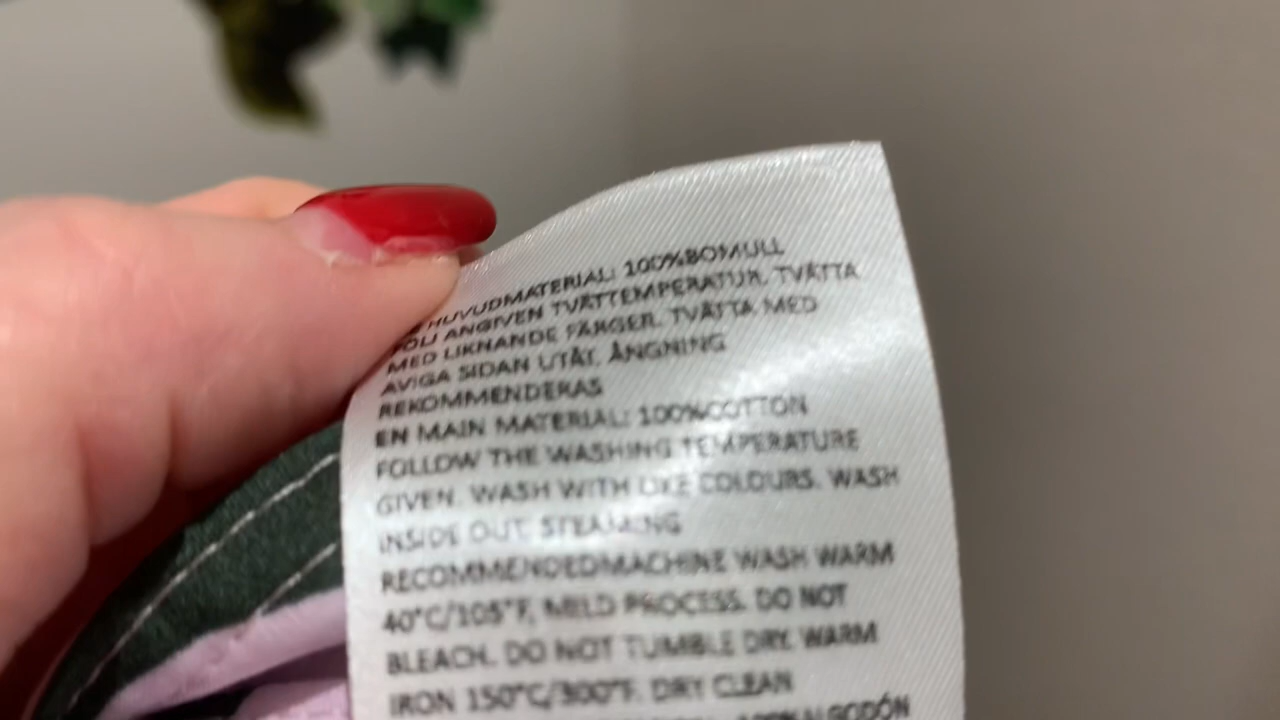 HUVUDMATERIAL: 100%BOMULL
FÖLJ ANGIVEN TVÄTTEMPERATUR. TVÄTTA
MED LIKNANDE FÄRGER. TVÄTTA MED
AVIGA SIDAN UTÅT. ÅNGNING
REKOMMENDERAS
EN MAIN MATERIAL: 100%COTTON
FOLLOW THE WASHING TEMPERATURE
GIVEN. WASH WITH LIKE COLOURS. WASH
INSIDE OUT. STEAMING
RECOMMENDEDMACHINE WASH WARM
40°C/105°F, MILD PROCESS. DO NOT
BLEACH. DO NOT TUMBLE DRY. WARM
IRON 150°C/300°F. DRY CLEAN